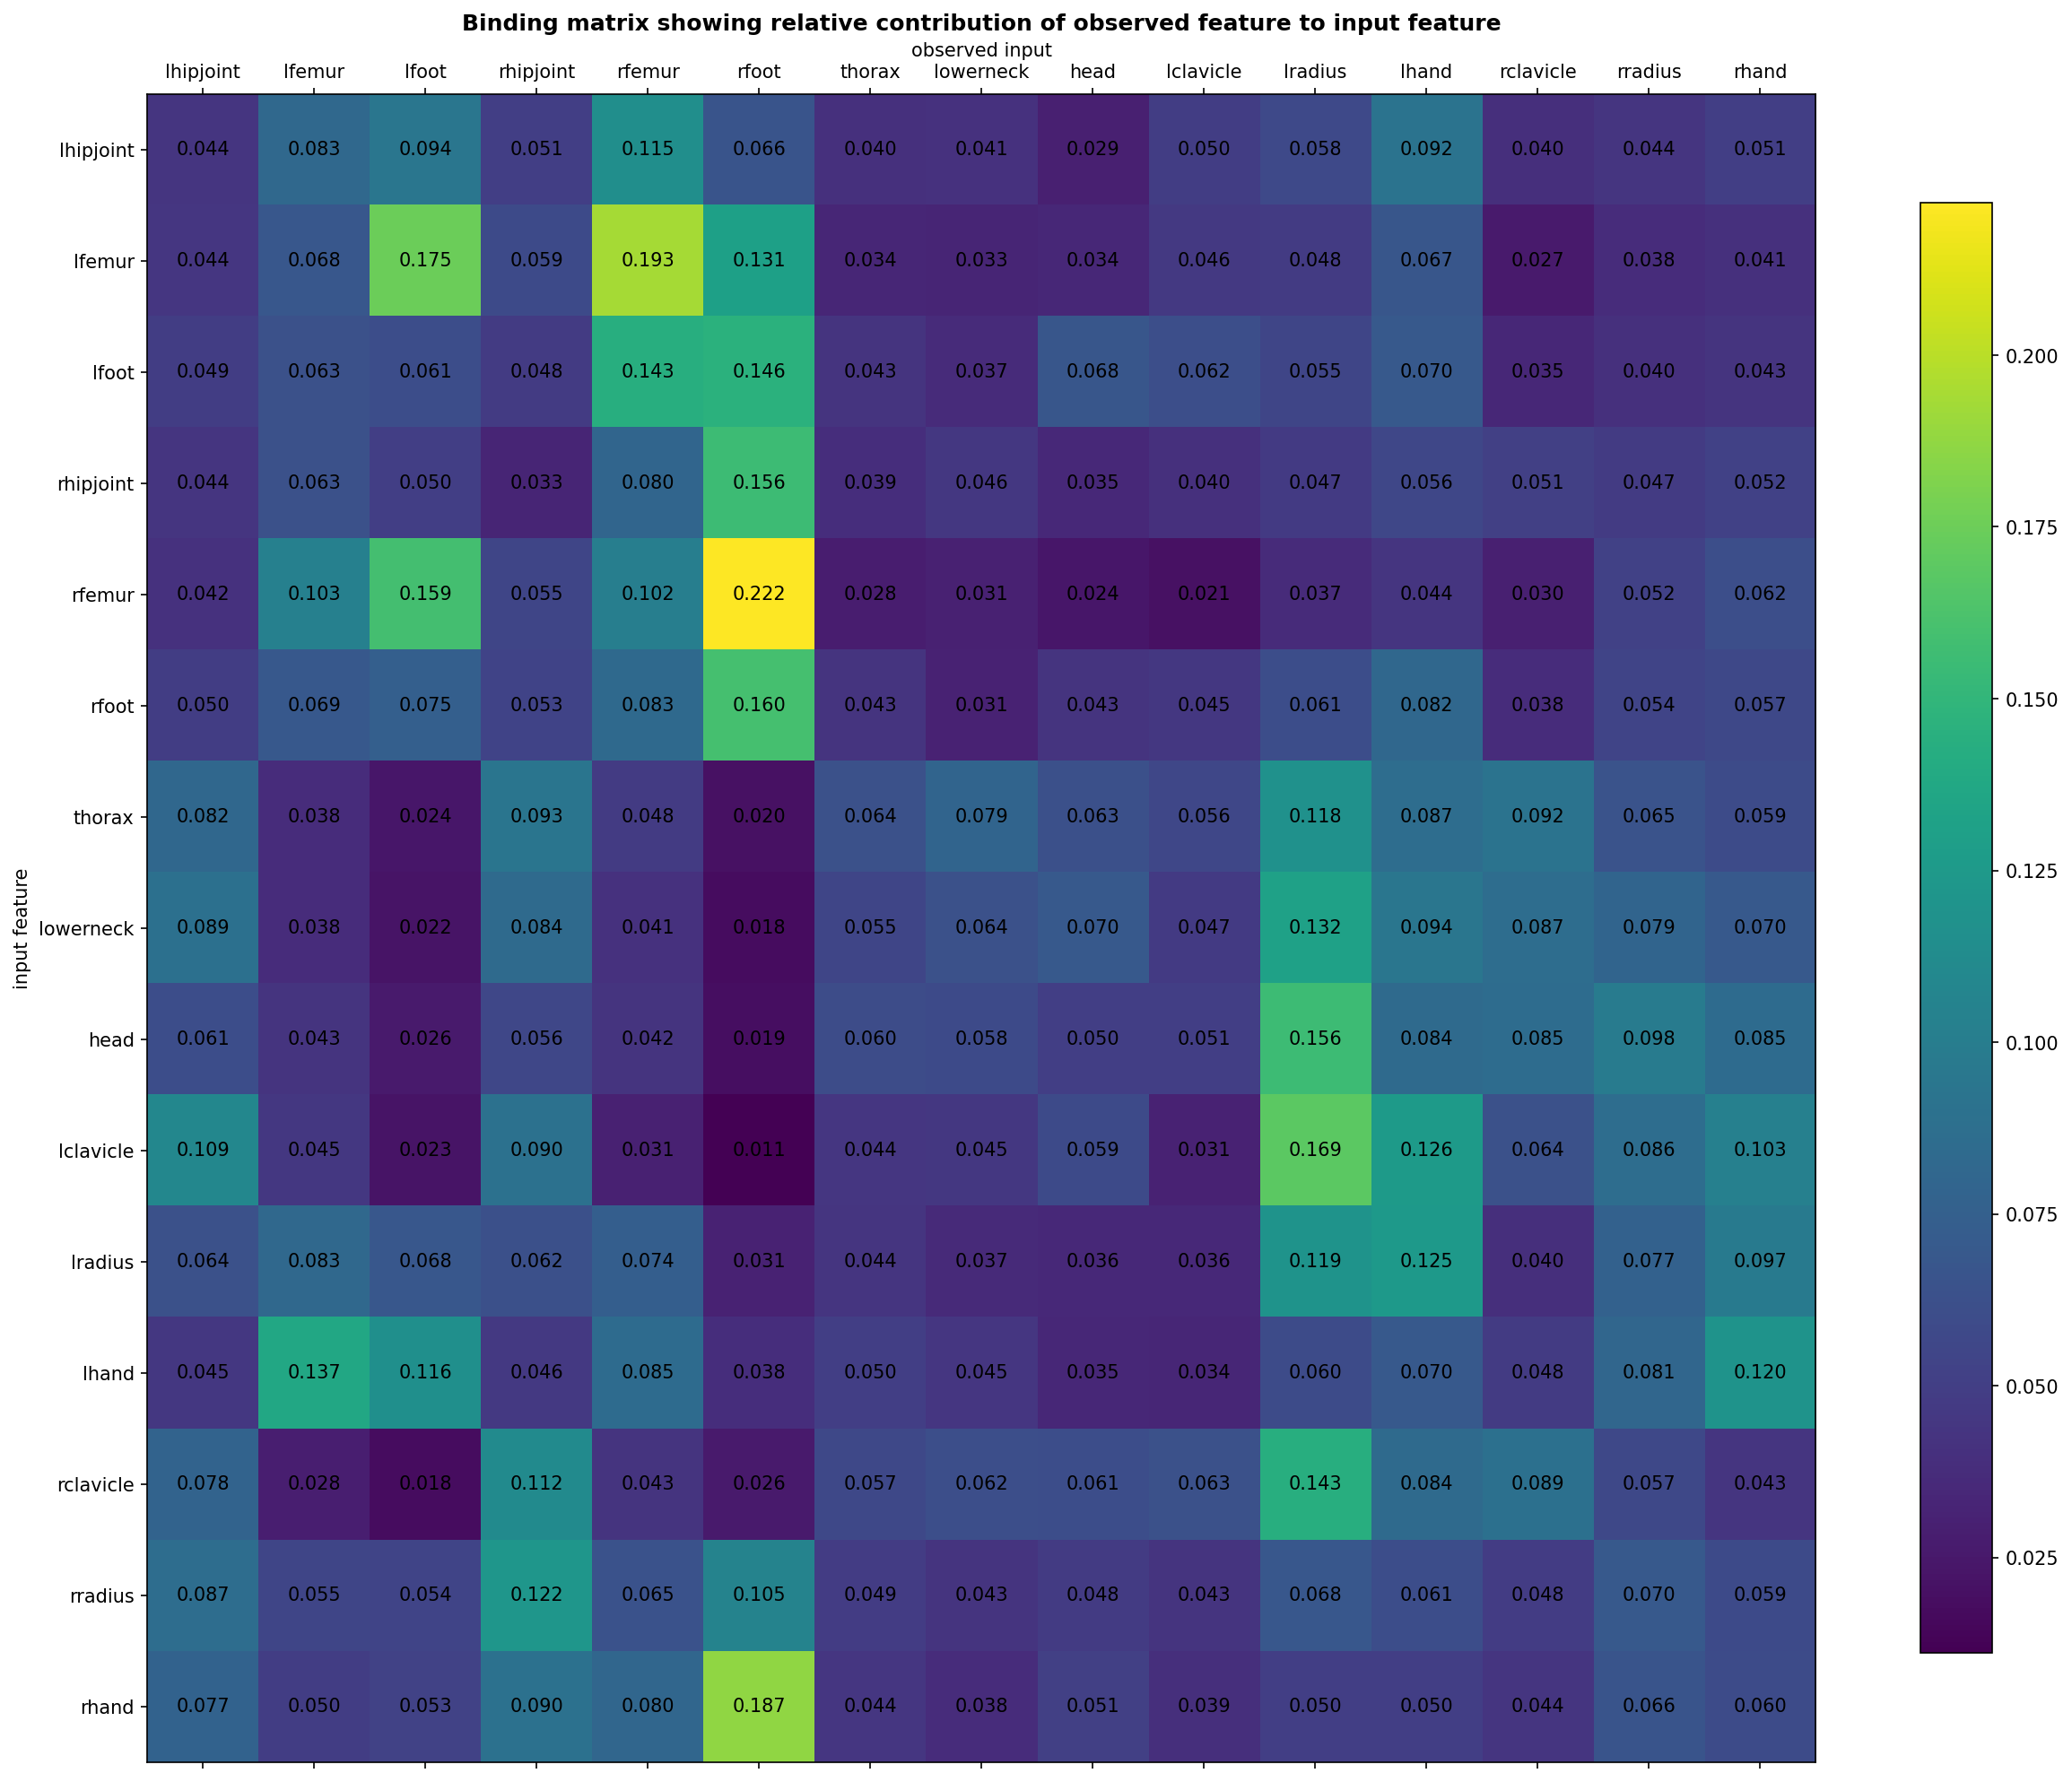 Binding matrix showing relative contribution of observed feature to input feature
observed input
lhipjoint lfemur lfoot rhipjoint rfemur rfoot thorax lowerneck head lclavicle lradius lhand rclavicle rradius rhand
lhipjoint 0.044 0.083 0.094 0.051 0.115 0.066 0.040 0.041 0.029 0.050 0.058 0.092 0.040 0.044 0.051
lfemur 0.044 0.068 0.175 0.059 0.193 0.131 0.034 0.033 0.034 0.046 0.048 0.067 0.027 0.038 0.041
lfoot 0.049 0.063 0.061 0.048 0.143 0.146 0.043 0.037 0.068 0.062 0.055 0.070 0.035 0.040 0.043
rhipjoint 0.044 0.063 0.050 0.033 0.080 0.156 0.039 0.046 0.035 0.040 0.047 0.056 0.051 0.047 0.052
rfemur 0.042 0.103 0.159 0.055 0.102 0.222 0.028 0.031 0.024 0.021 0.037 0.044 0.030 0.052 0.062
rfoot 0.050 0.069 0.075 0.053 0.083 0.160 0.043 0.031 0.043 0.045 0.061 0.082 0.038 0.054 0.057
thorax 0.082 0.038 0.024 0.093 0.048 0.020 0.064 0.079 0.063 0.056 0.118 0.087 0.092 0.065 0.059
lowerneck 0.089 0.038 0.022 0.084 0.041 0.018 0.055 0.064 0.070 0.047 0.132 0.094 0.087 0.079 0.070
head 0.061 0.043 0.026 0.056 0.042 0.019 0.060 0.058 0.050 0.051 0.156 0.084 0.085 0.098 0.085
lclavicle 0.109 0.045 0.023 0.090 0.031 0.011 0.044 0.045 0.059 0.031 0.169 0.126 0.064 0.086 0.103
lradius 0.064 0.083 0.068 0.062 0.074 0.031 0.044 0.037 0.036 0.036 0.119 0.125 0.040 0.077 0.097
lhand 0.045 0.137 0.116 0.046 0.085 0.038 0.050 0.045 0.035 0.034 0.060 0.070 0.048 0.081 0.120
rclavicle 0.078 0.028 0.018 0.112 0.043 0.026 0.057 0.062 0.061 0.063 0.143 0.084 0.089 0.057 0.043
rradius 0.087 0.055 0.054 0.122 0.065 0.105 0.049 0.043 0.048 0.043 0.068 0.061 0.048 0.070 0.059
rhand 0.077 0.050 0.053 0.090 0.080 0.187 0.044 0.038 0.051 0.039 0.050 0.050 0.044 0.066 0.060
input feature
0.200
0.175
0.150
0.125
0.100
0.075
0.050
0.025